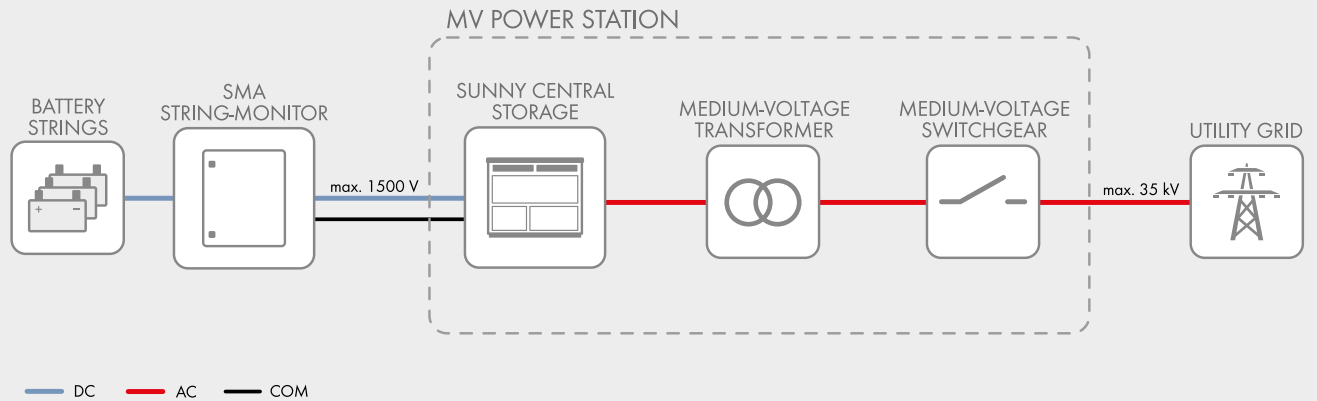 MV POWER STATION
BATTERY
STRINGS
SMA
STRING-MONITOR
SUNNY CENTRAL
STORAGE
MEDIUM-VOLTAGE
TRANSFORMER
MEDIUM-VOLTAGE
SWITCHGEAR
UTILITY GRID
max. 1500 V
max. 35 kV
+ −
DC
AC
COM